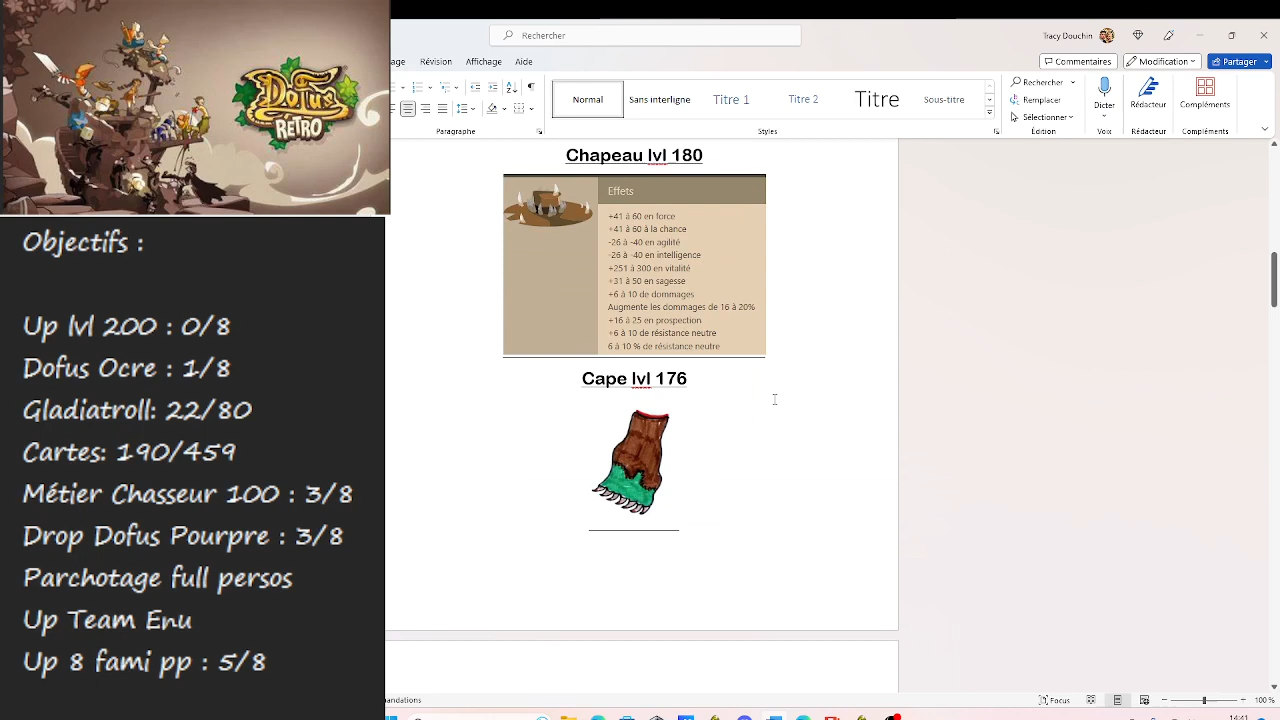 Dofus
RETRO
Objectifs :
Up lvl 200 : 0/8
Dofus Ocre : 1/8
Gladiatroll: 22/80
Cartes: 190/459
Métier Chasseur 100 : 3/8
Drop Dofus Pourpre : 3/8
Parchotage full persos
Up Team Enu
Up 8 fami pp : 5/8
Rechercher
Tracy Douchin
age
Révision
Affichage
Aide
Commentaires
Modification
Partager
Normal
Sans interligne
Titre 1
Titre 2
Titre
Sous-titre
Rechercher
Remplacer
Sélection
Dicter
Rédacteur
Compléments
Paragraphe
Styles
Édition
Voix
Rédacteur
Compléments
Chapeau lvl 180
Effets
+41 à 60 en force
+41 à 60 à la chance
-26 à -40 en agilité
-26 à -40 en intelligence
+251 à 300 en vitalité
+31 à 50 en sagesse
+6 à 10 de dommages
Augmente les dommages de 16 à 20%
+16 à 25 en prospection
+6 à 10 de résistance neutre
6 à 10 % de résistance neutre
Cape lvl 176
andations
Focus
100 %